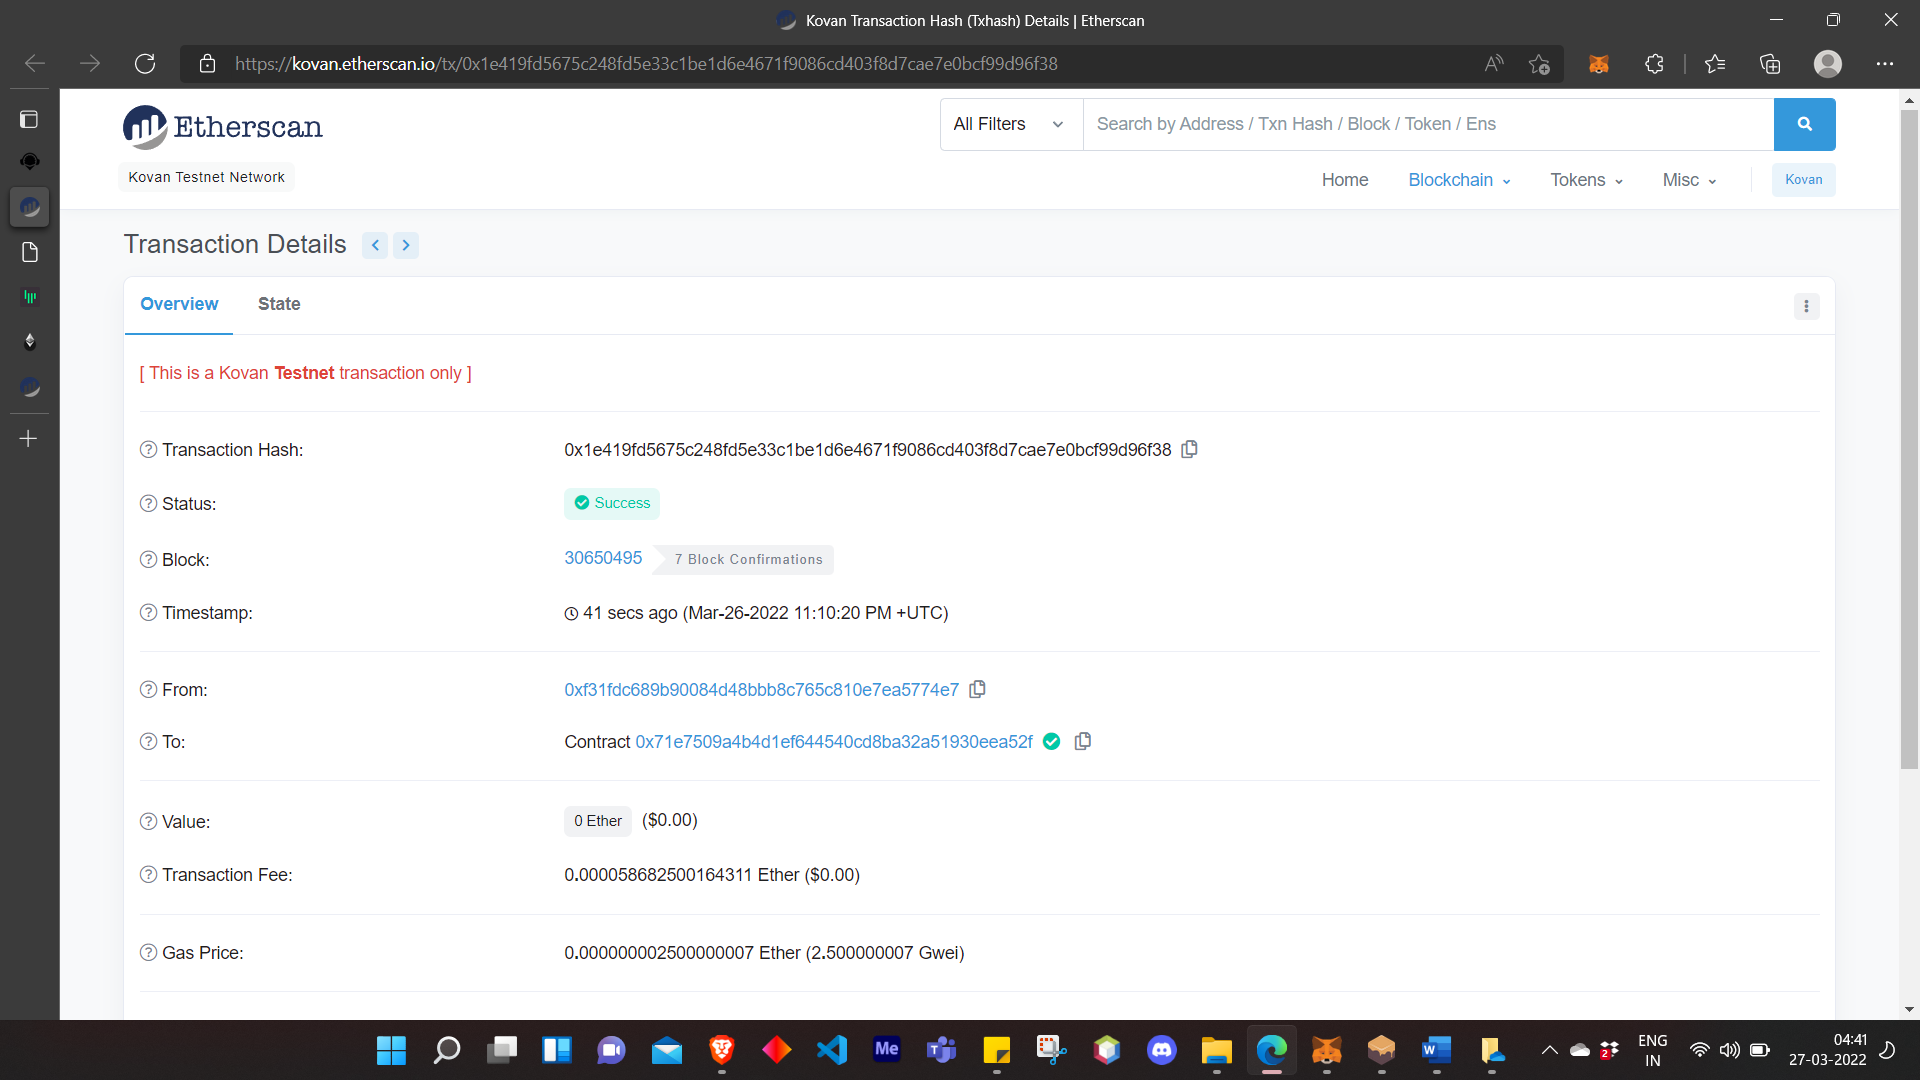 Kovan Transaction Hash (Txhash) Details | Etherscan
https://kovan.etherscan.io/tx/0x1e419fd5675c248fd5e33c1be1d6e4671f9086cd403f8d7cae7e0bcf99d96f38
Etherscan
All Filters
Search by Address / Txn Hash / Block / Token / Ens
Kovan Testnet Network
Home Blockchain Tokens Misc Kovan
Transaction Details
Overview State
[ This is a Kovan Testnet transaction only ]
Transaction Hash: 0x1e419fd5675c248fd5e33c1be1d6e4671f9086cd403f8d7cae7e0bcf99d96f38
Status: Success
Block: 30650495 7 Block Confirmations
Timestamp: 41 secs ago (Mar-26-2022 11:10:20 PM +UTC)
From: 0xf31fdc689b90084d48bbb8c765c810e7ea5774e7
To: Contract 0x71e7509a4b4d1ef644540cd8ba32a51930eea52f
Value: 0 Ether ($0.00)
Transaction Fee: 0.000058682500164311 Ether ($0.00)
Gas Price: 0.000000002500000007 Ether (2.500000007 Gwei)
Me
2
ENG
IN
04:41
27-03-2022